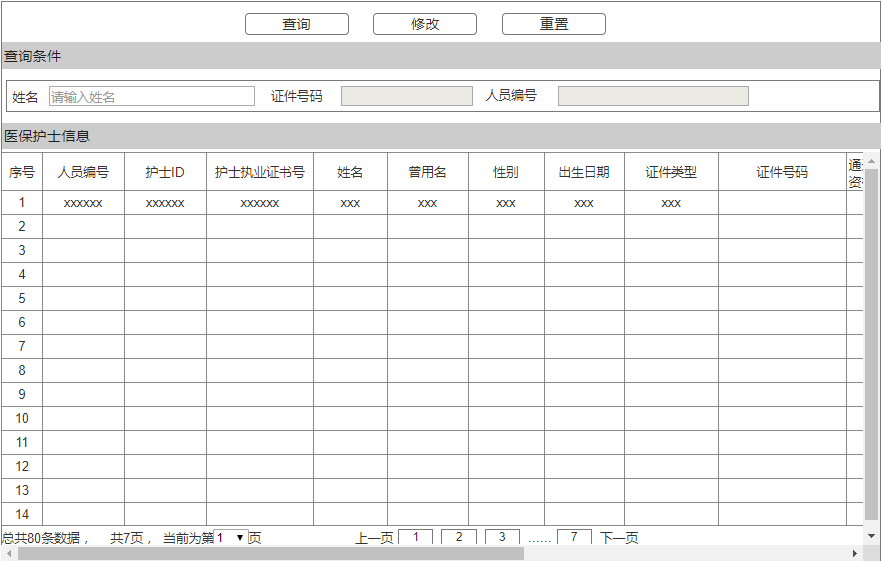 查询 修改 重置
查询条件
姓名 请输入姓名 证件号码 人员编号
医保护士信息
序号 人员编号 护士ID 护士执业证书号 姓名 曾用名 性别 出生日期 证件类型 证件号码 通
资
1 xxxxxx xxxxxx xxxxxx xxx xxx xxx xxx xxx
2
3
4
5
6
7
8
9
10
11
12
13
14
总共80条数据， 共7页， 当前为第1页 上一页 1 2 3 …… 7 下一页